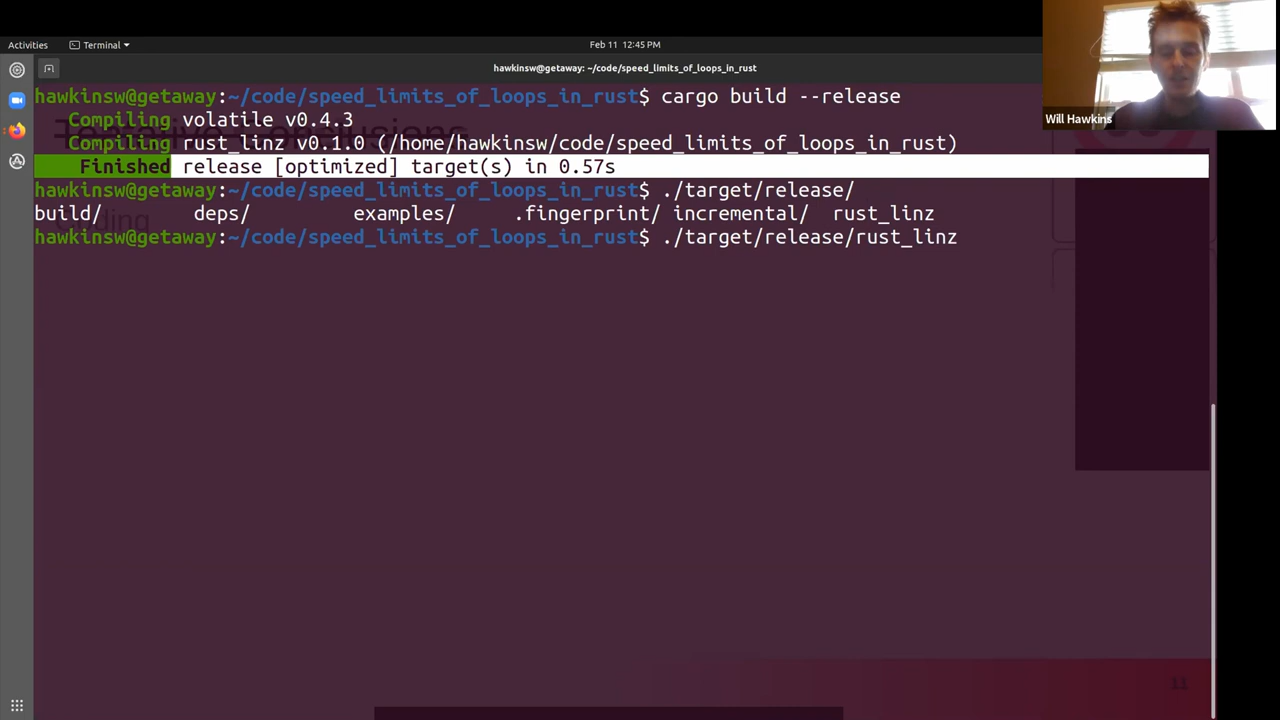 Activities
Terminal
Feb 11 12:45 PM
hawkinsw@getaway: ~/code/speed_limits_of_loops_in_rust
Will Hawkins
hawkinsw@getaway:~/code/speed_limits_of_loops_in_rust$ cargo build --release
Compiling volatile v0.4.3
Compiling rust_linz v0.1.0 (/home/hawkinsw/code/speed_limits_of_loops_in_rust)
Finished release [optimized] target(s) in 0.57s
hawkinsw@getaway:~/code/speed_limits_of_loops_in_rust$ ./target/release/
build/ deps/ examples/ .fingerprint/ incremental/ rust_linz
hawkinsw@getaway:~/code/speed_limits_of_loops_in_rust$ ./target/release/rust_linz
11